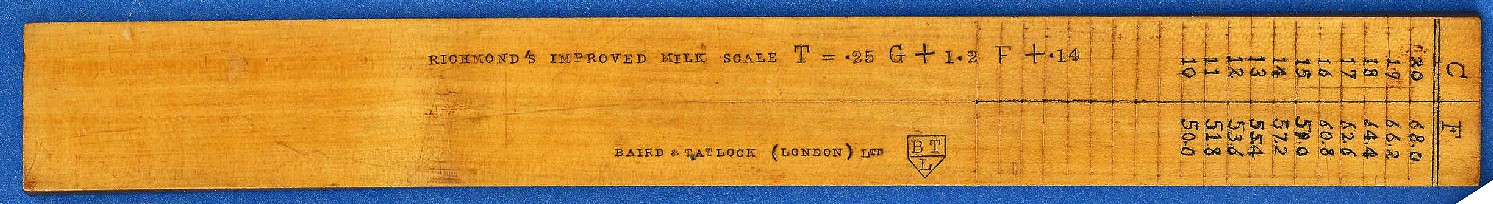 RICHMOND'S IMPROVED MILK SCALE T = .25 G + 1.2 F + .14
BAIRD & TATLOCK (LONDON) LTD
BT
L
C F
20 68.0
19 66.2
18 64.4
17 62.6
16 60.8
15 59.0
14 57.2
13 55.4
12 53.6
11 51.8
10 50.0